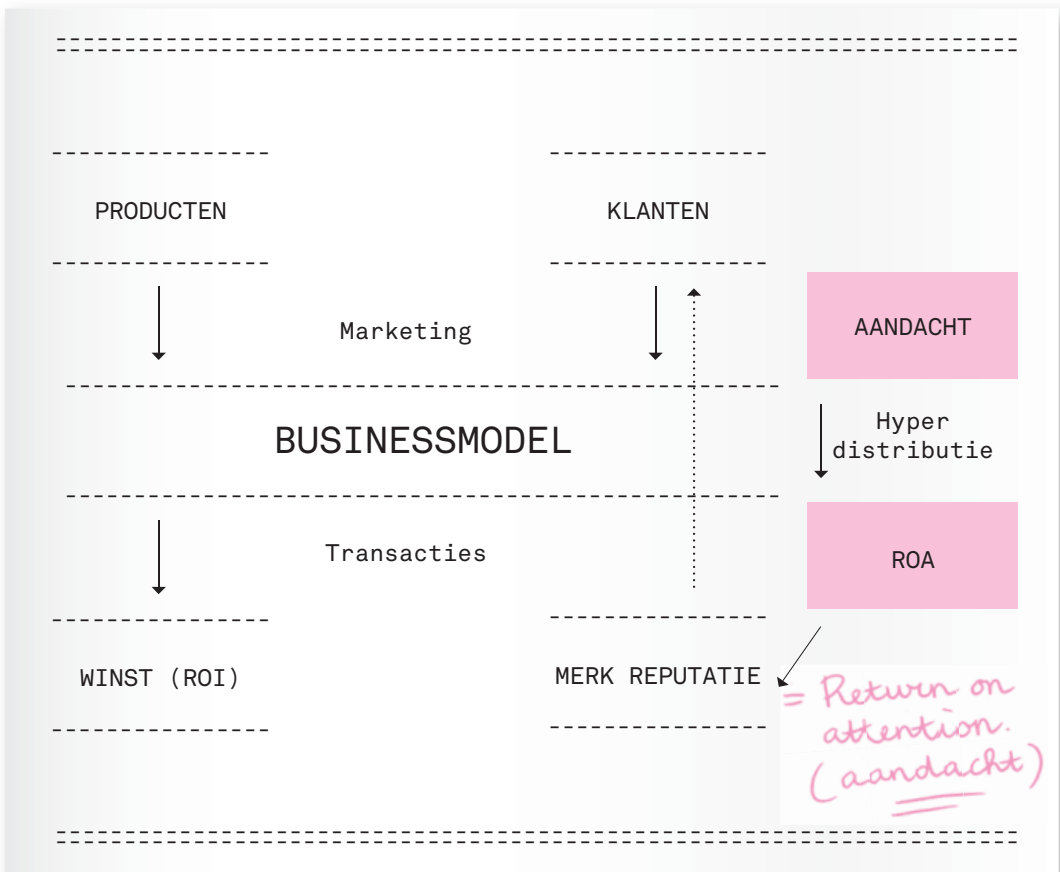 PRODUCTEN
KLANTEN
Marketing
AANDACHT
BUSINESSMODEL
Hyper
distributie
Transacties
ROA
WINST (ROI)
MERK REPUTATIE
= Return on
attention.
(aandacht)